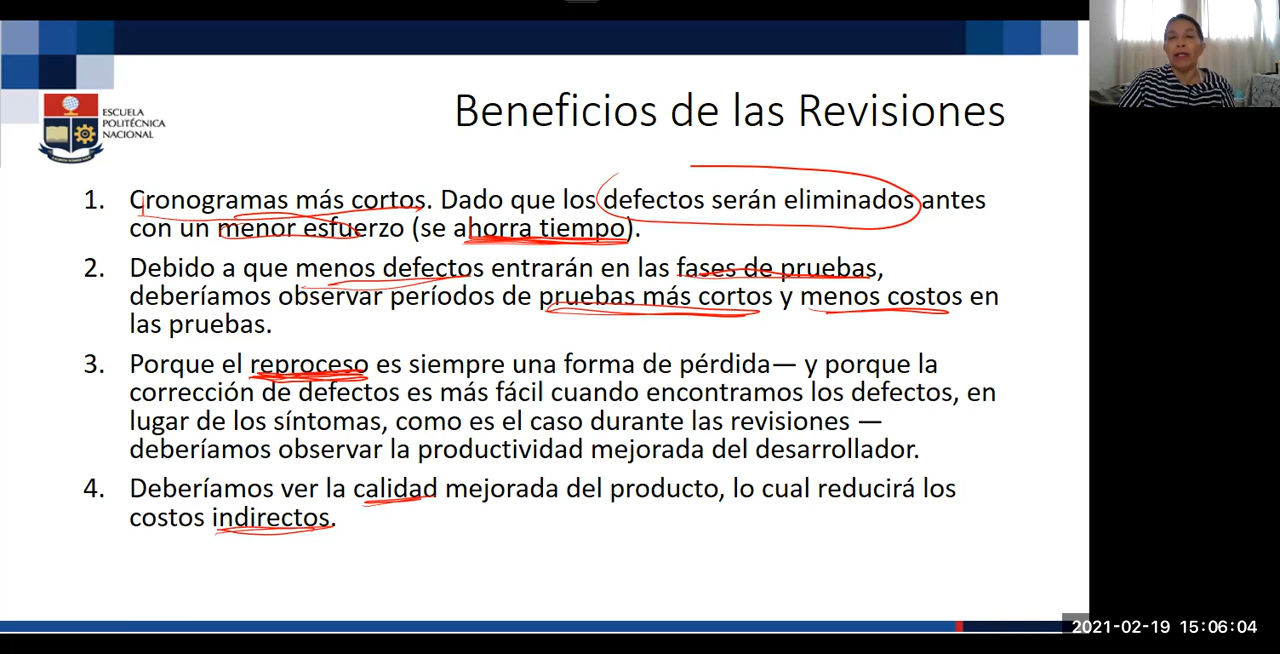 ESCUELA
POLITÉCNICA
NACIONAL
Beneficios de las Revisiones
1. Cronogramas más cortos. Dado que los defectos serán eliminados antes
con un menor esfuerzo (se ahorra tiempo).
2. Debido a que menos defectos entrarán en las fases de pruebas,
deberíamos observar períodos de pruebas más cortos y menos costos en
las pruebas.
3. Porque el reproceso es siempre una forma de pérdida— y porque la
corrección de defectos es más fácil cuando encontramos los defectos, en
lugar de los síntomas, como es el caso durante las revisiones —
deberíamos observar la productividad mejorada del desarrollador.
4. Deberíamos ver la calidad mejorada del producto, lo cual reducirá los
costos indirectos.
2021-02-19 15:06:04